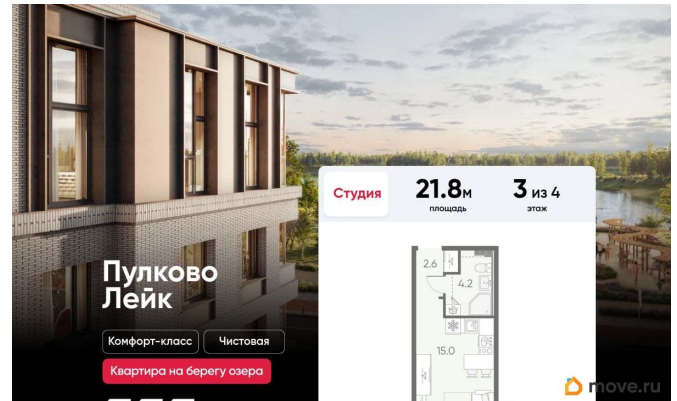 Студия
21.8м
площадь
3 из 4
этаж
2.6
4.2
15.0
Пулково
Лейк
Комфорт-класс
Чистовая
Квартира на берегу озера
move.ru